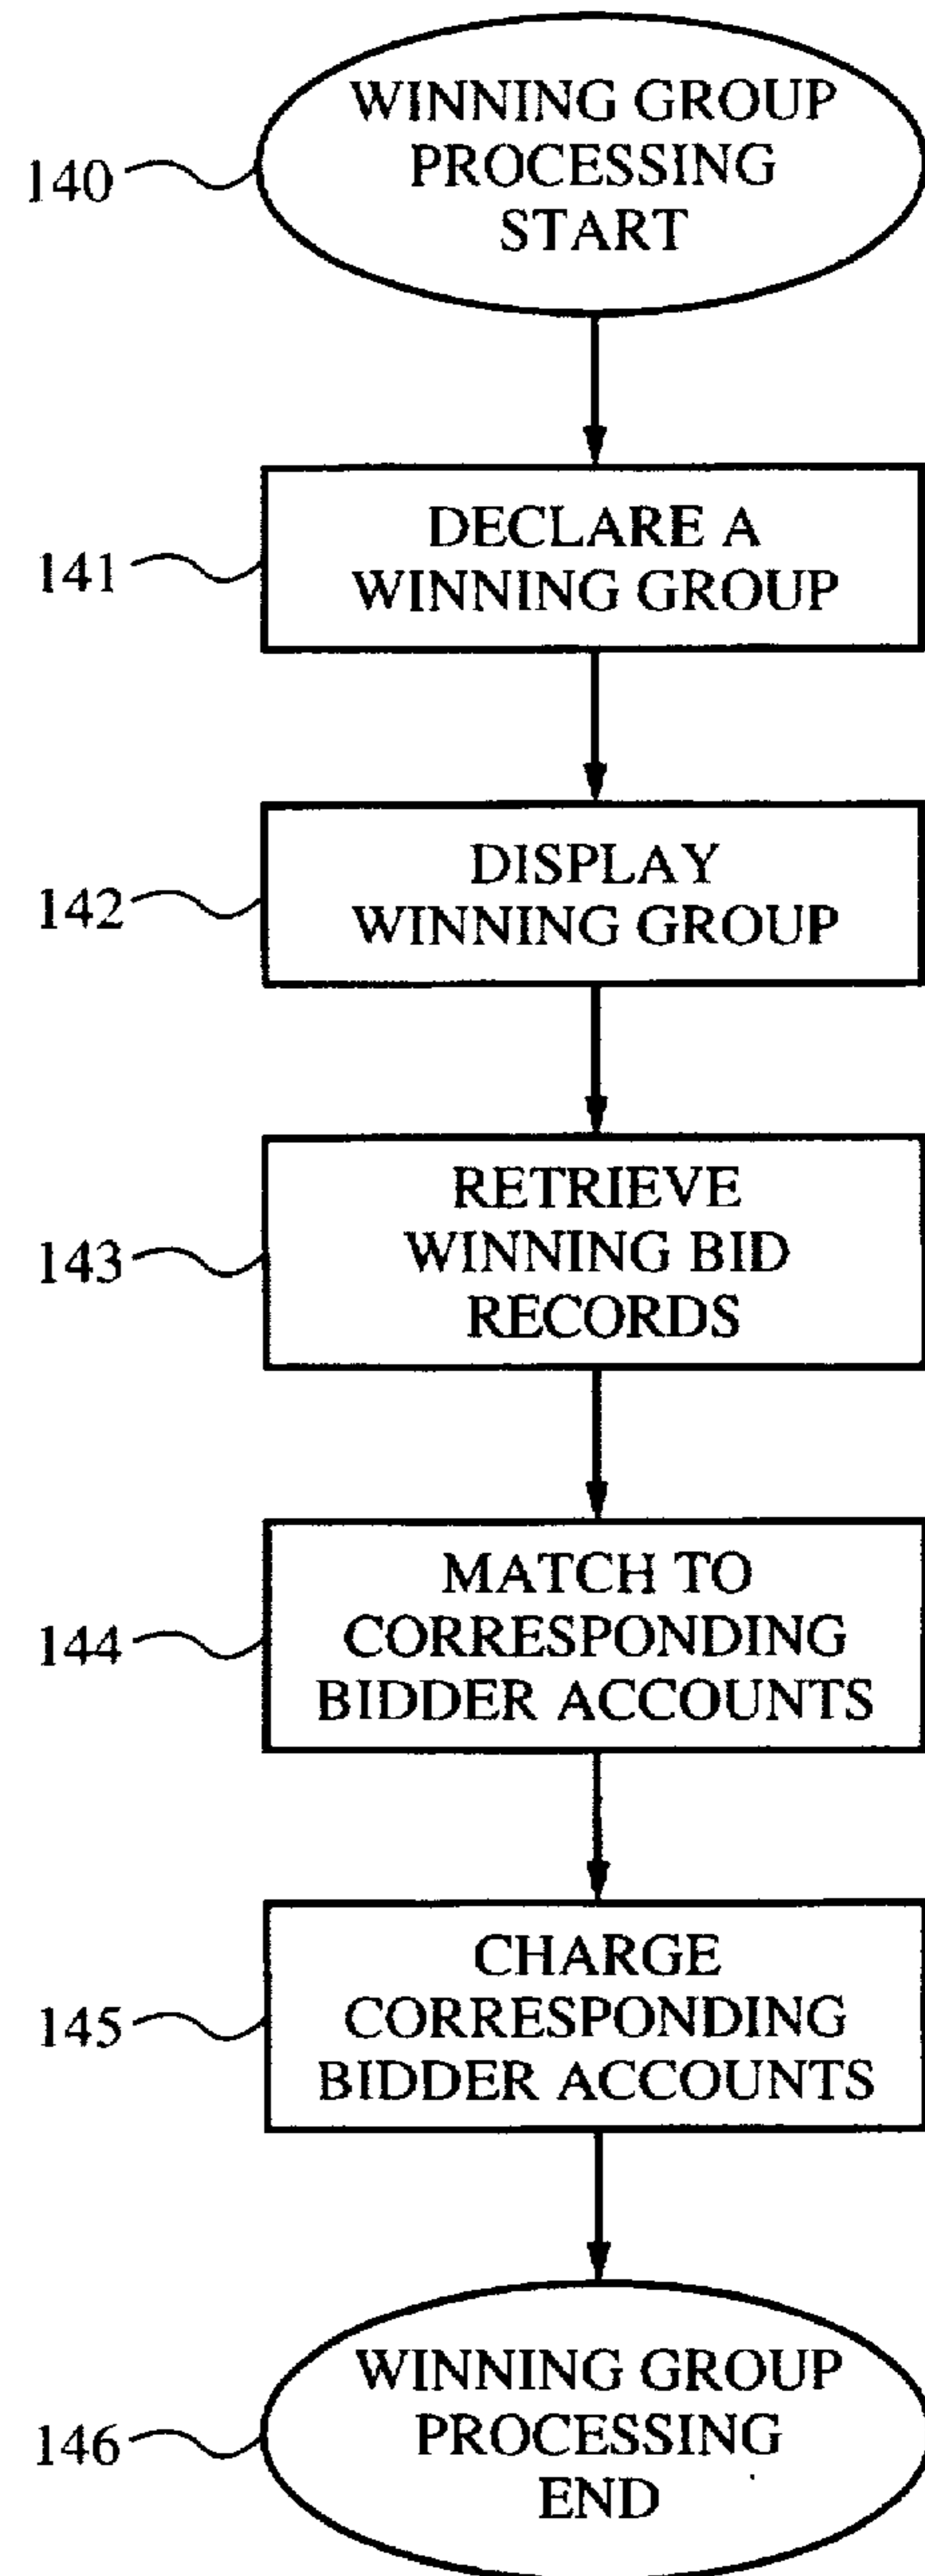 WINNING GROUP
PROCESSING
START
140
DECLARE A
WINNING GROUP
141
DISPLAY
WINNING GROUP
142
RETRIEVE
WINNING BID
RECORDS
143
MATCH TO
CORRESPONDING
BIDDER ACCOUNTS
144
CHARGE
CORRESPONDING
BIDDER ACCOUNTS
145
WINNING GROUP
PROCESSING
END
146